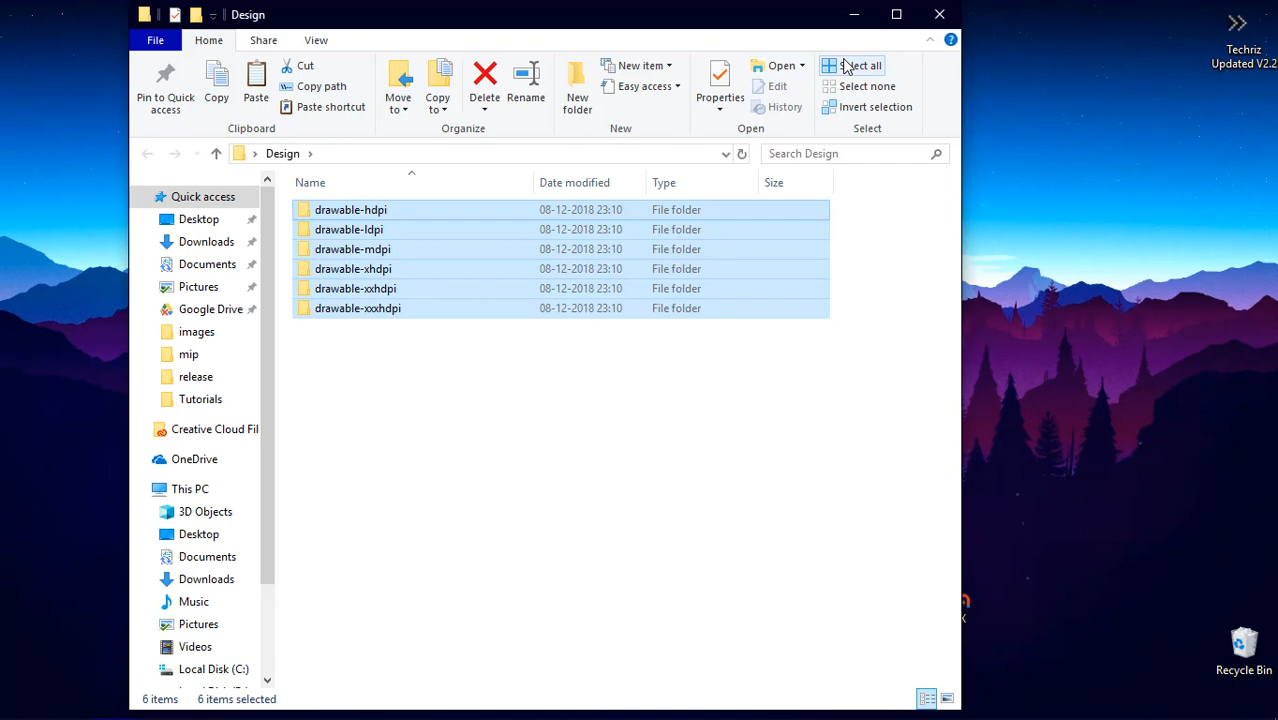 Design
File Home Share View
Pin to Quick access
Copy
Paste
Cut
Copy path
Paste shortcut
Clipboard
Move to
Copy to
Delete
Rename
Organize
New folder
New item
Easy access
New
Properties
Open
Edit
History
Open
Select all
Select none
Invert selection
Select
Design
Search Design
Name Date modified Type Size
drawable-hdpi 08-12-2018 23:10 File folder
drawable-ldpi 08-12-2018 23:10 File folder
drawable-mdpi 08-12-2018 23:10 File folder
drawable-xhdpi 08-12-2018 23:10 File folder
drawable-xxhdpi 08-12-2018 23:10 File folder
drawable-xxxhdpi 08-12-2018 23:10 File folder
Quick access
Desktop
Downloads
Documents
Pictures
Google Drive
images
mip
release
Tutorials
Creative Cloud Fil
OneDrive
This PC
3D Objects
Desktop
Documents
Downloads
Music
Pictures
Videos
Local Disk (C:)
6 items 6 items selected
Techriz
Updated V2.2
Recycle Bin